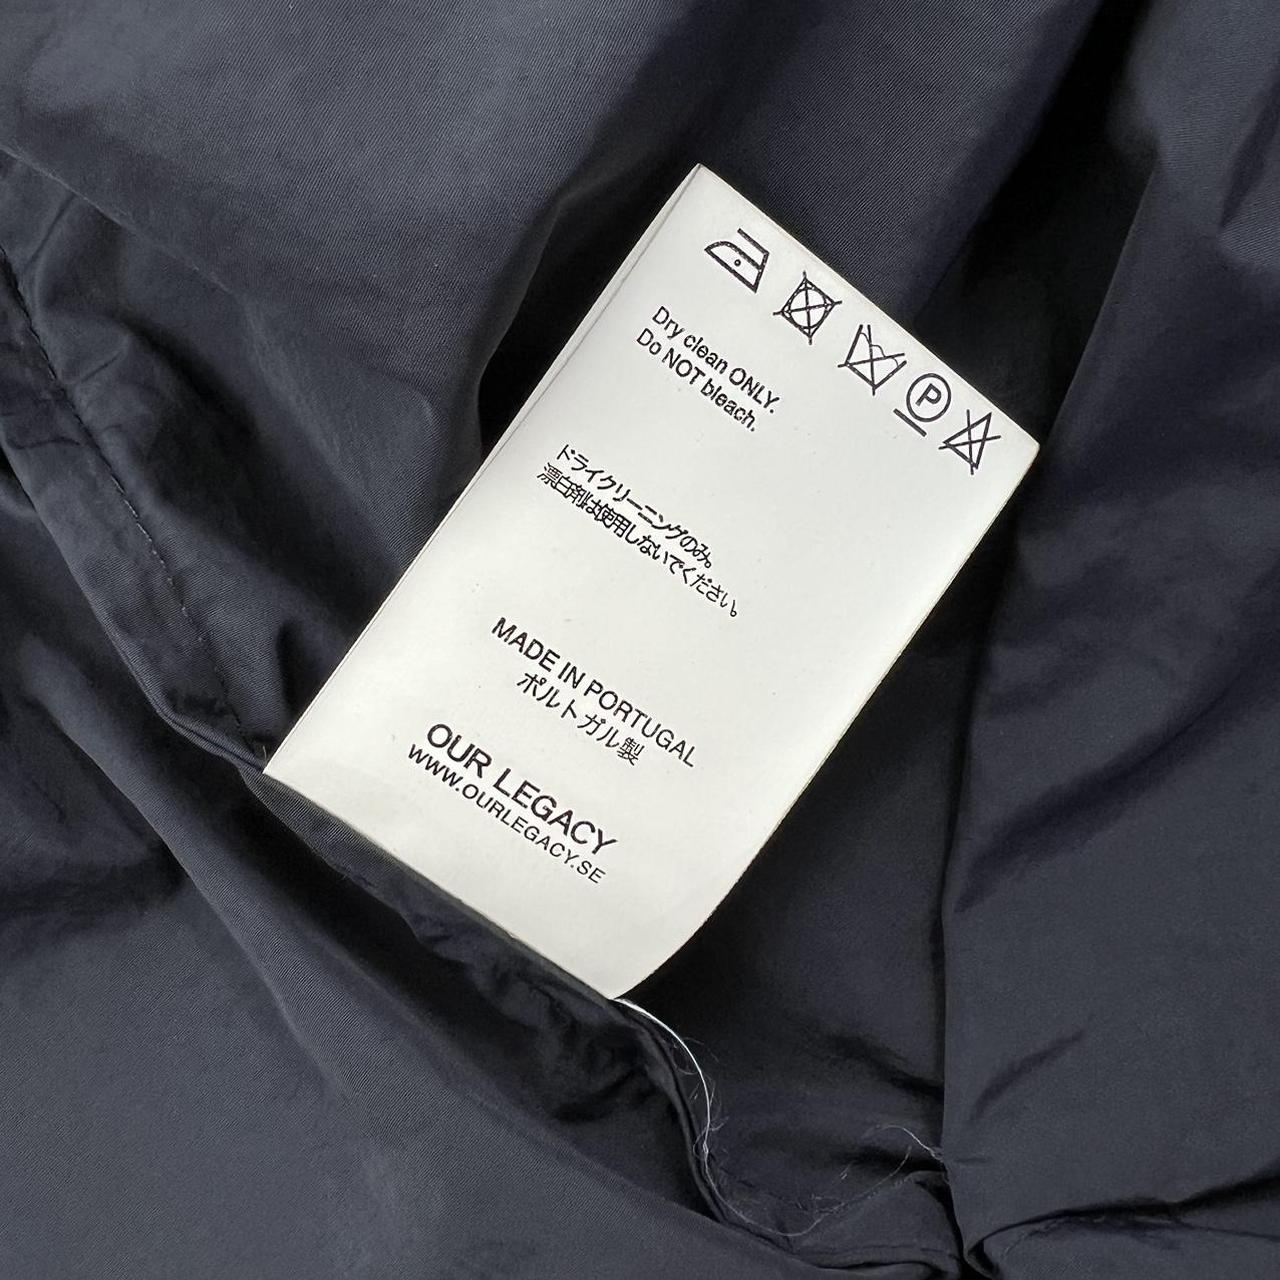 P
Dry clean ONLY.
Do NOT bleach.
ドライクリーニングのみ。
漂白剤は使用しないでください。
MADE IN PORTUGAL
ポルトガル製
OUR LEGACY
WWW.OURLEGACY.SE